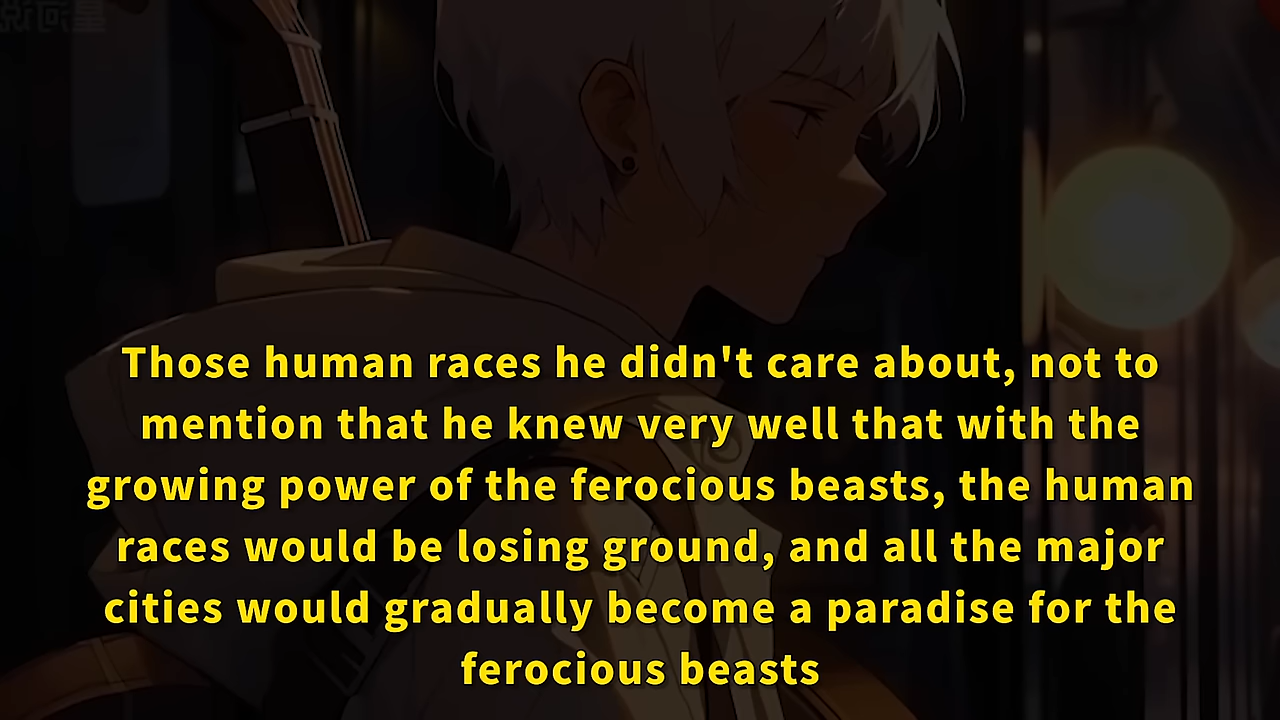 Those human races he didn't care about, not to
mention that he knew very well that with the
growing power of the ferocious beasts, the human
races would be losing ground, and all the major
cities would gradually become a paradise for the
ferocious beasts